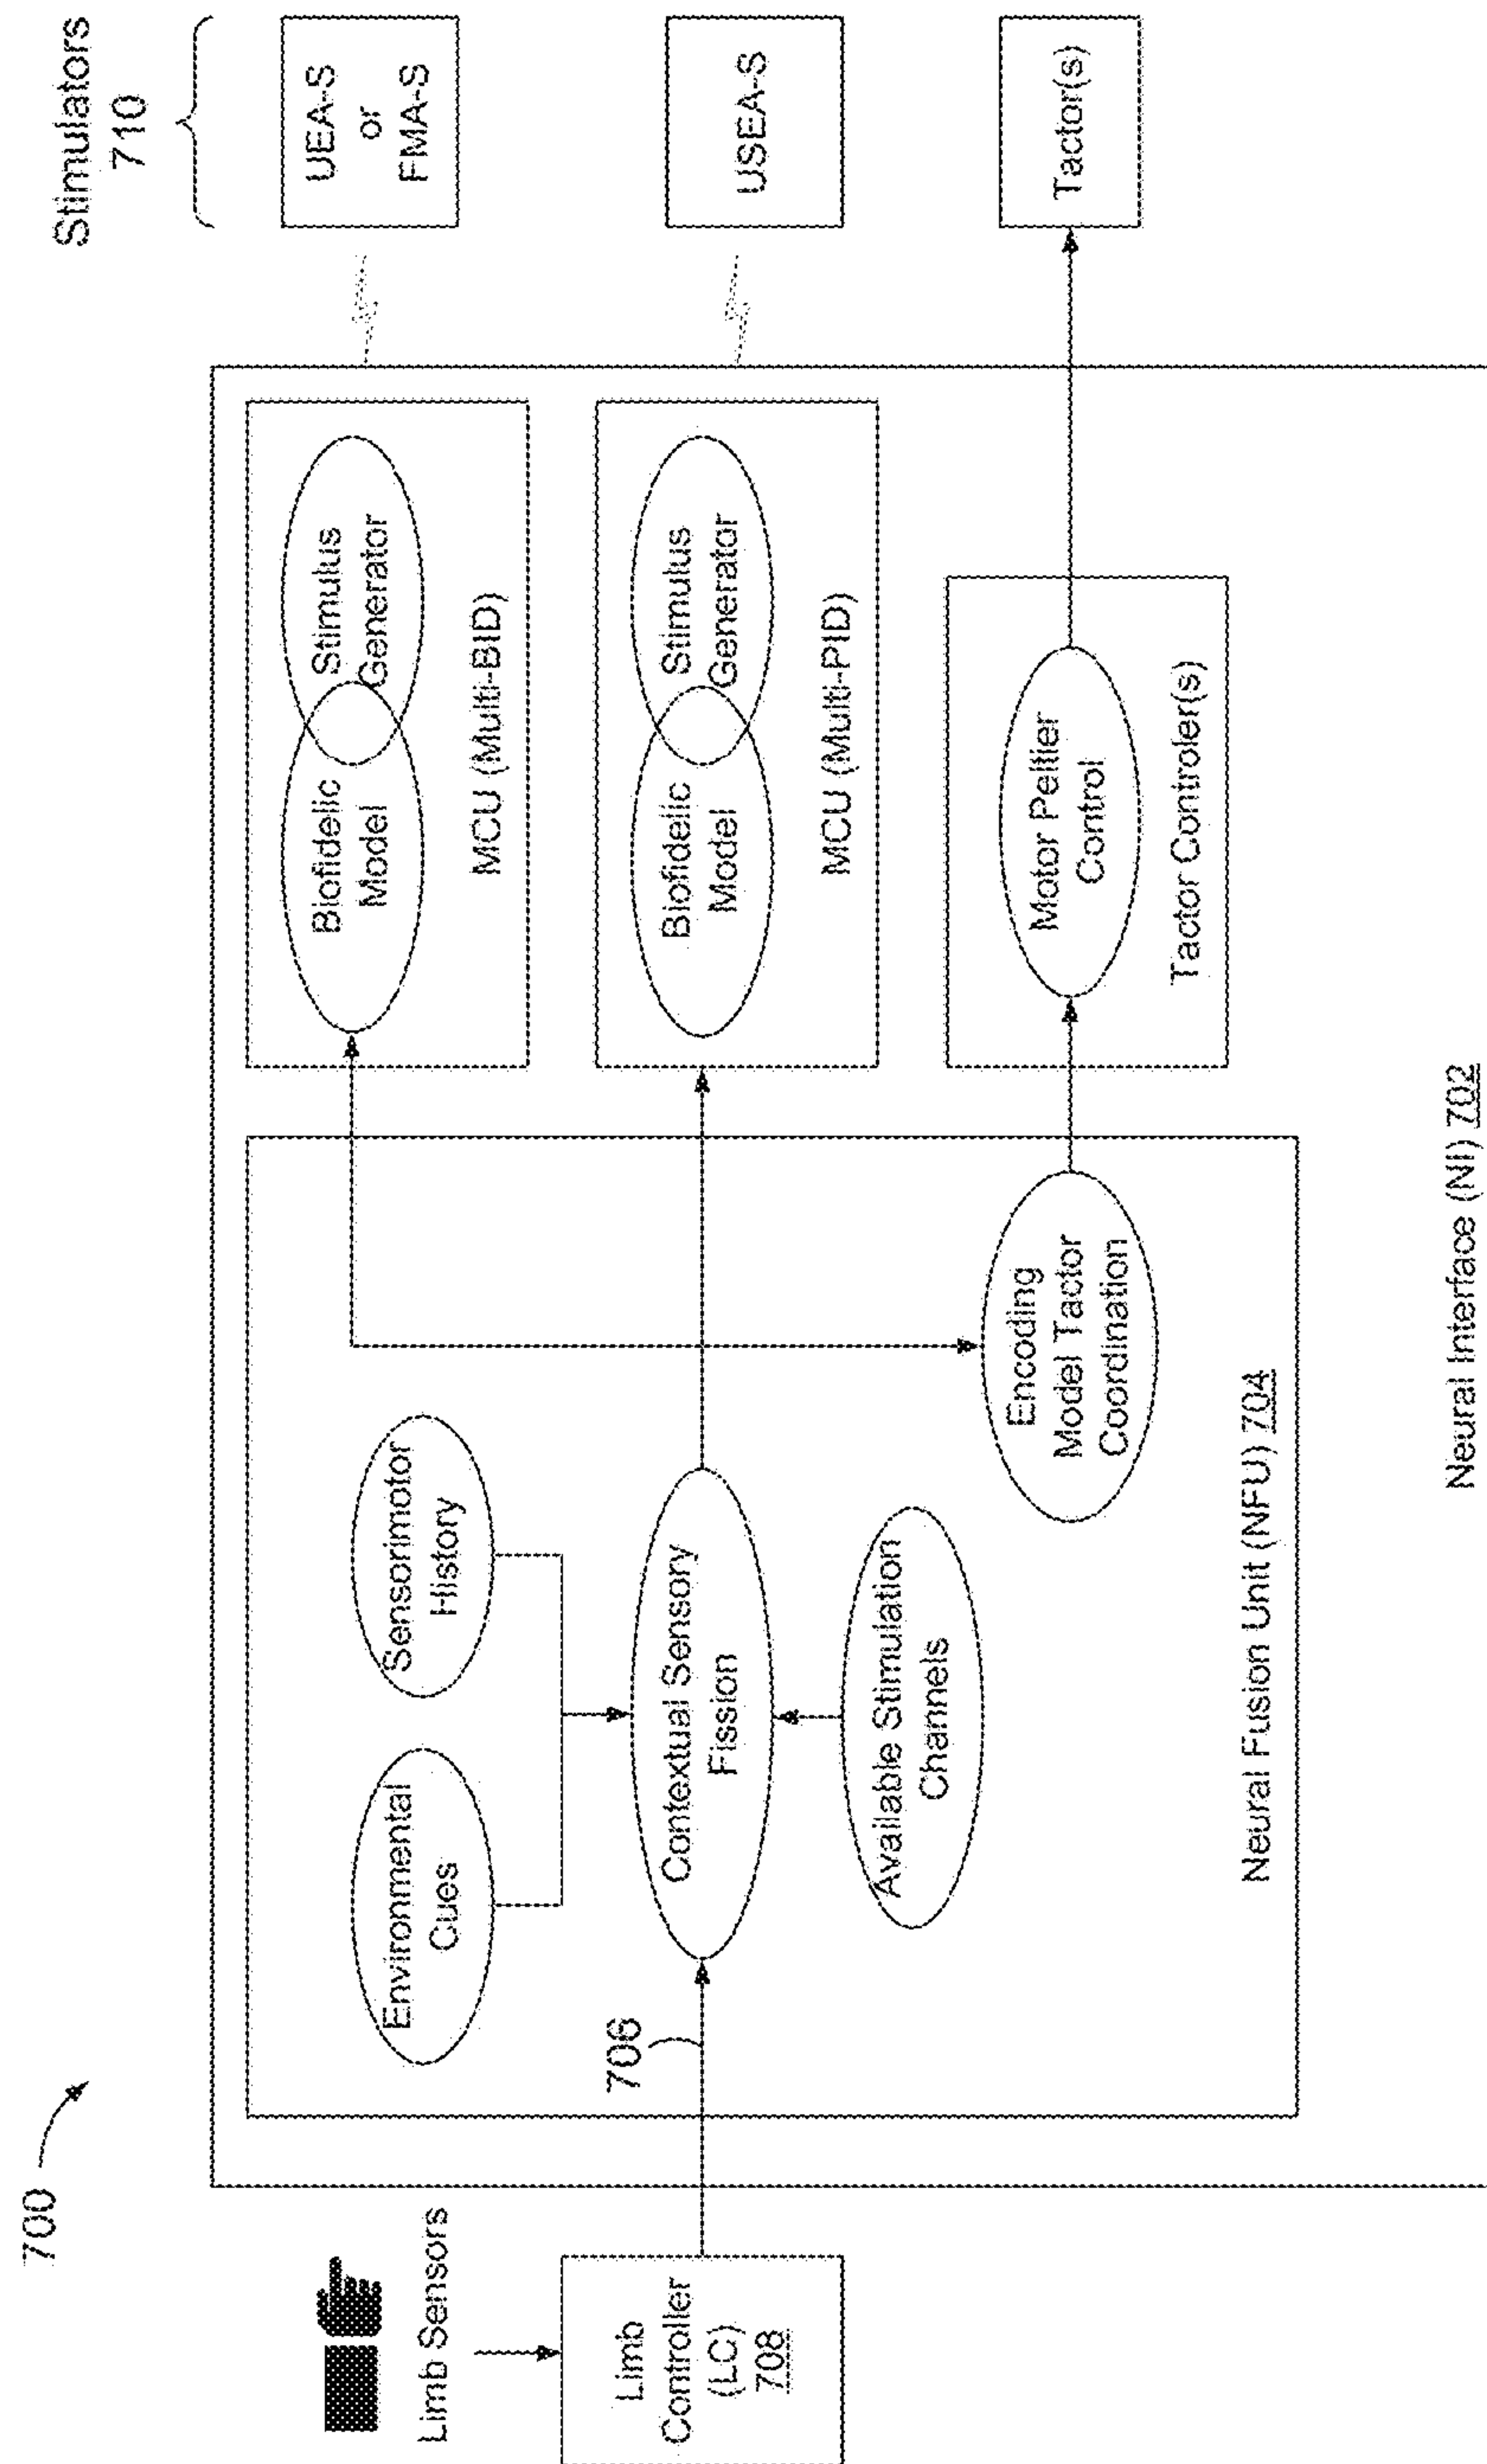 700
Limb Sensors
Limb
Controller
(LC)
708
706
Environmental
Cues
Sensorimotor
History
Contextual Sensory
Fission
Available Stimulation
Channels
Encoding
Model Tactor
Coordination
Neural Fusion Unit (NFU) 704
Biofidelic
Model
Stimulus
Generator
MCU (Multi-BID)
Biofidelic
Model
Stimulus
Generator
MCU (Multi-PID)
Motor Peltier
Control
Tactor Controler(s)
Neural Interface (NI) 702
Stimulators
710
UEA-S
or
FMA-S
USEA-S
Tactor(s)